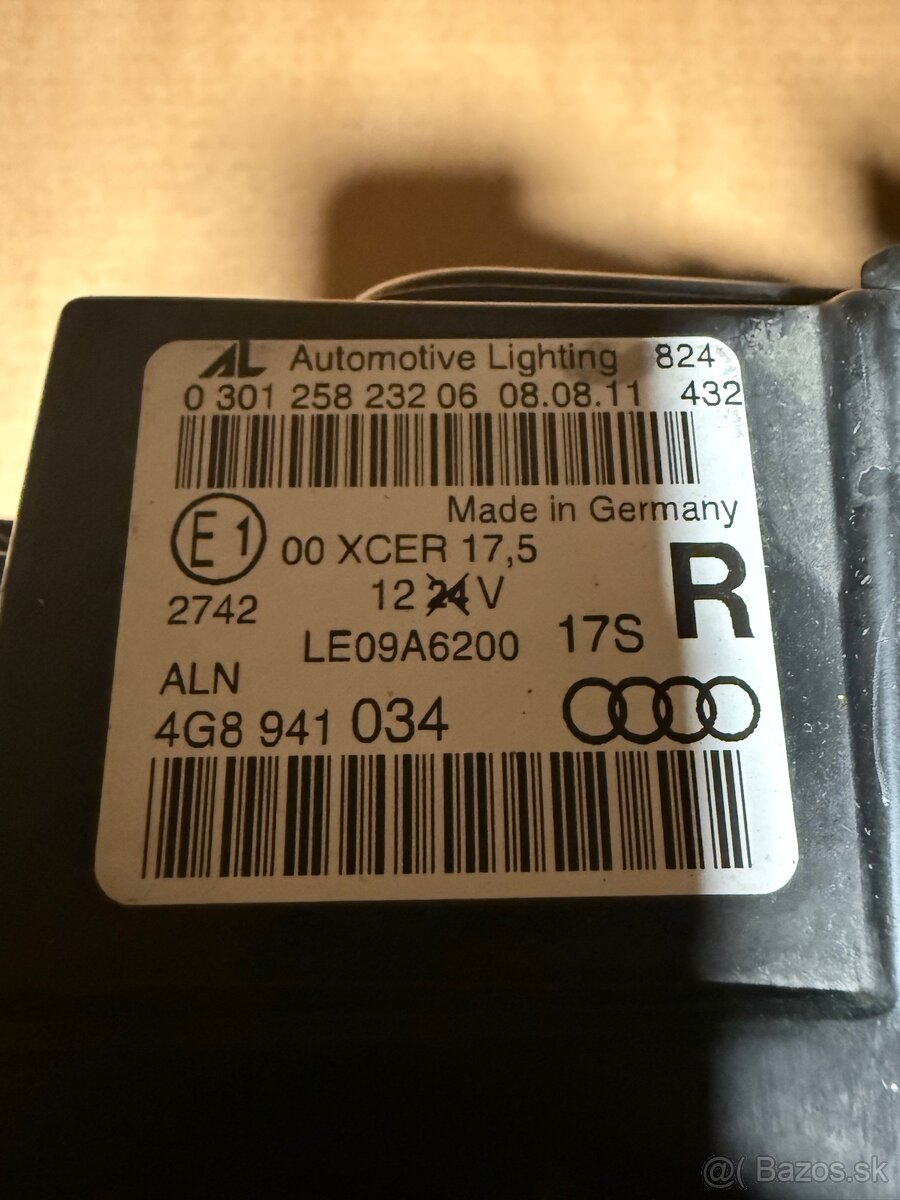 AL Automotive Lighting 824
0 301 258 232 06 08.08.11 432
Made in Germany
E1 00 XCER 17,5
R
2742 12 24 V
LE09A6200 17S
ALN
4G8 941 034
@( Bazos.sk